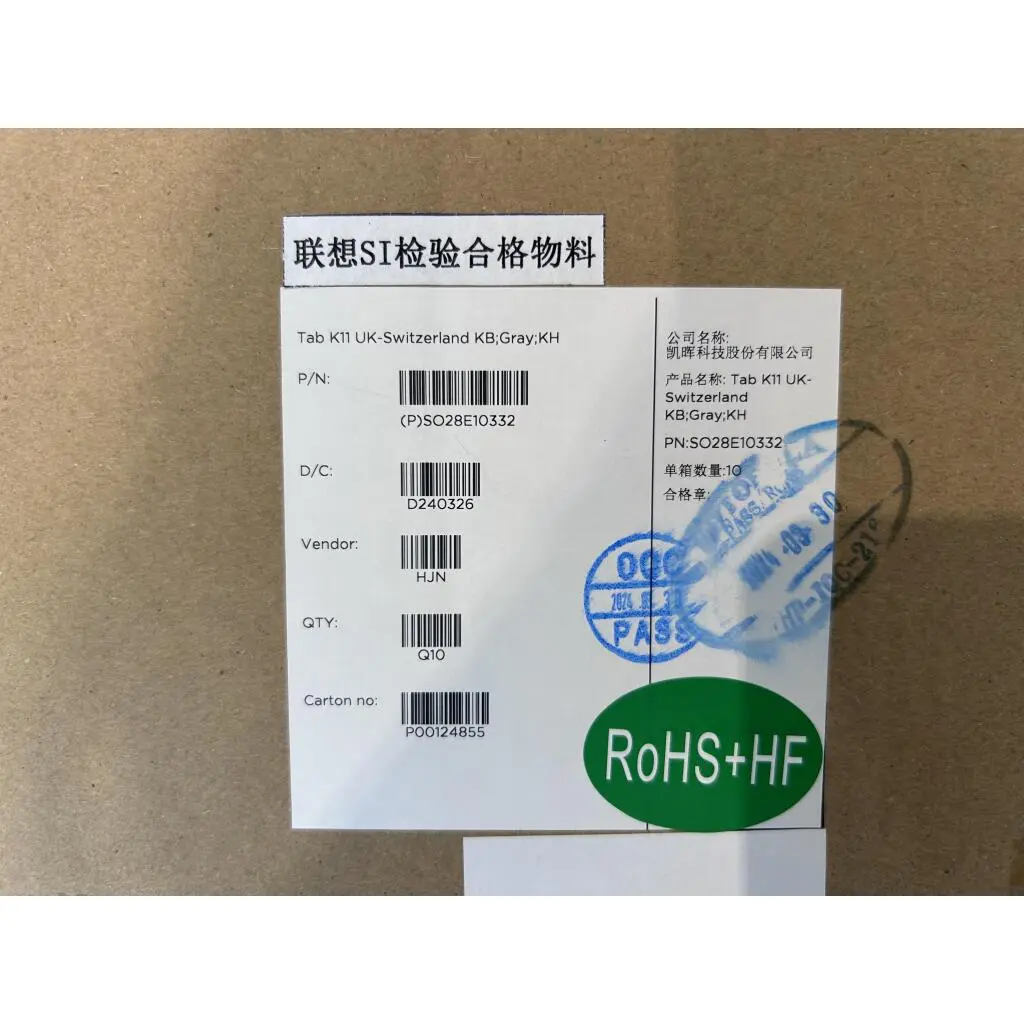 联想SI检验合格物料
Tab K11 UK-Switzerland KB;Gray;KH
P/N:
(P)SO28E10332
D/C:
D240326
Vendor:
HJN
QTY:
Q10
Carton no:
P00124855
公司名称:
凯晖科技股份有限公司
产品名称: Tab K11 UK-
Switzerland
KB;Gray;KH
PN:SO28E10332
单箱数量:10
合格章:
PASS
2024
PASS
RoHS+HF